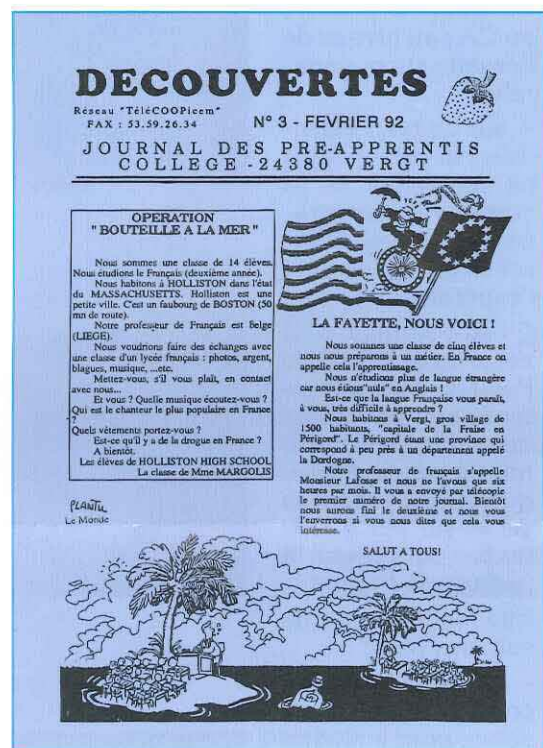 DECOUVERTES
Réseau "TéléCOOPicem"
FAX : 53.59.26.34
N° 3 - FEVRIER 92
JOURNAL DES PRE-APPRENTIS
COLLEGE - 24380 VERGT
OPERATION
" BOUTEILLE A LA MER "
Nous sommes une classe de 14 élèves.
Nous étudions le Français (deuxième année).
Nous habitons à HOLLISTON dans l'état
du MASSACHUSETTS. Holliston est une
petite ville. C'est un faubourg de BOSTON (50
mn de route).
Notre professeur de Français est Belge
(LIEGE).
Nous voudrions faire des échanges avec
une classe d'un lycée français : photos, argent,
blagues, musique, ...etc.
Mettez-vous, s'il vous plaît, en contact
avec nous...
Et vous ? Quelle musique écoutez-vous ?
Qui est le chanteur le plus populaire en France
?
Quels vêtements portez-vous ?
Est-ce qu'il y a de la drogue en France ?
A bientôt.
Les élèves de HOLLISTON HIGH SCHOOL
La classe de Mme MARGOLIS
LA FAYETTE, NOUS VOICI !
Nous sommes une classe de cinq élèves et
nous nous préparons à un métier. En France on
appelle cela l'apprentissage.
Nous n'étudions plus de langue étrangère
car nous étions "nuls" en Anglais !
Est-ce que la langue Française vous paraît,
à vous, très difficile à apprendre ?
Nous habitons à Vergt, gros village de
1500 habitants, "capitale de la Fraise en
Périgord". Le Périgord étant une province qui
correspond à peu près à un département appelé
la Dordogne.
Notre professeur de français s'appelle
Monsieur Lafosse et nous ne l'avons que six
heures par mois. Il vous a envoyé par télécopie
le premier numéro de notre journal. Bientôt
nous aurons fini le deuxième et nous vous
l'enverrons si vous nous dites que cela vous
intéresse.
SALUT A TOUS!
PLANTU
Le Monde